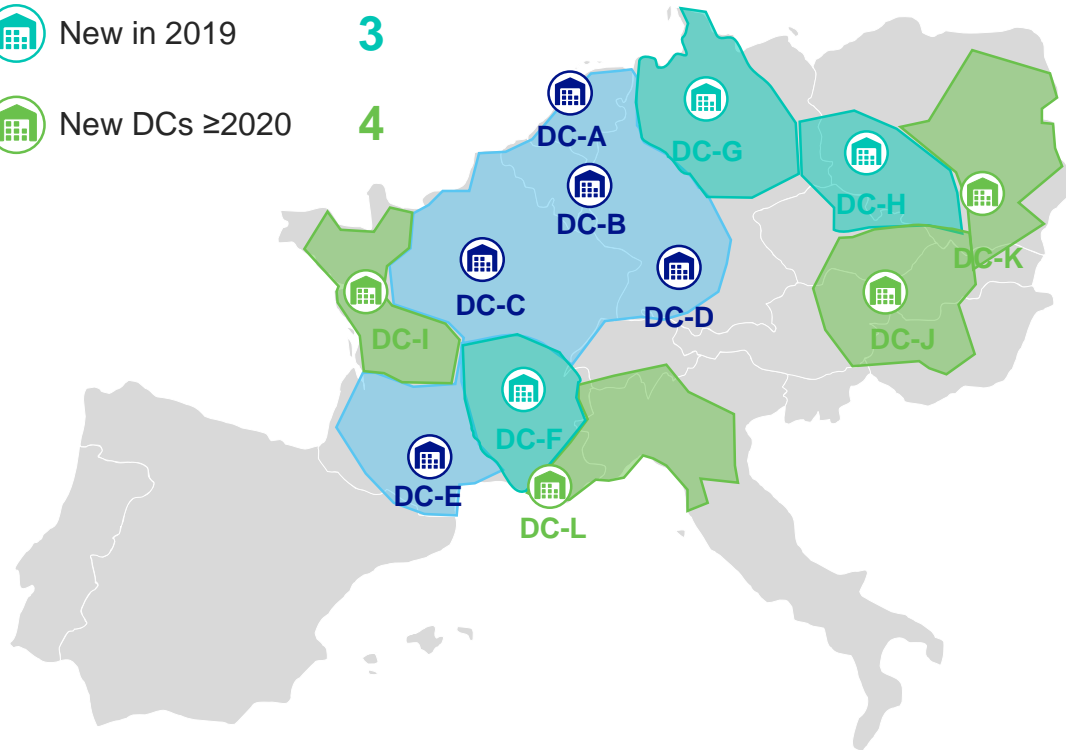 New in 2019 3
New DCs ≥2020 4
DC-A
DC-G
DC-H
DC-B
DC-K
DC-C
DC-D
DC-I
DC-J
DC-F
DC-E
DC-L